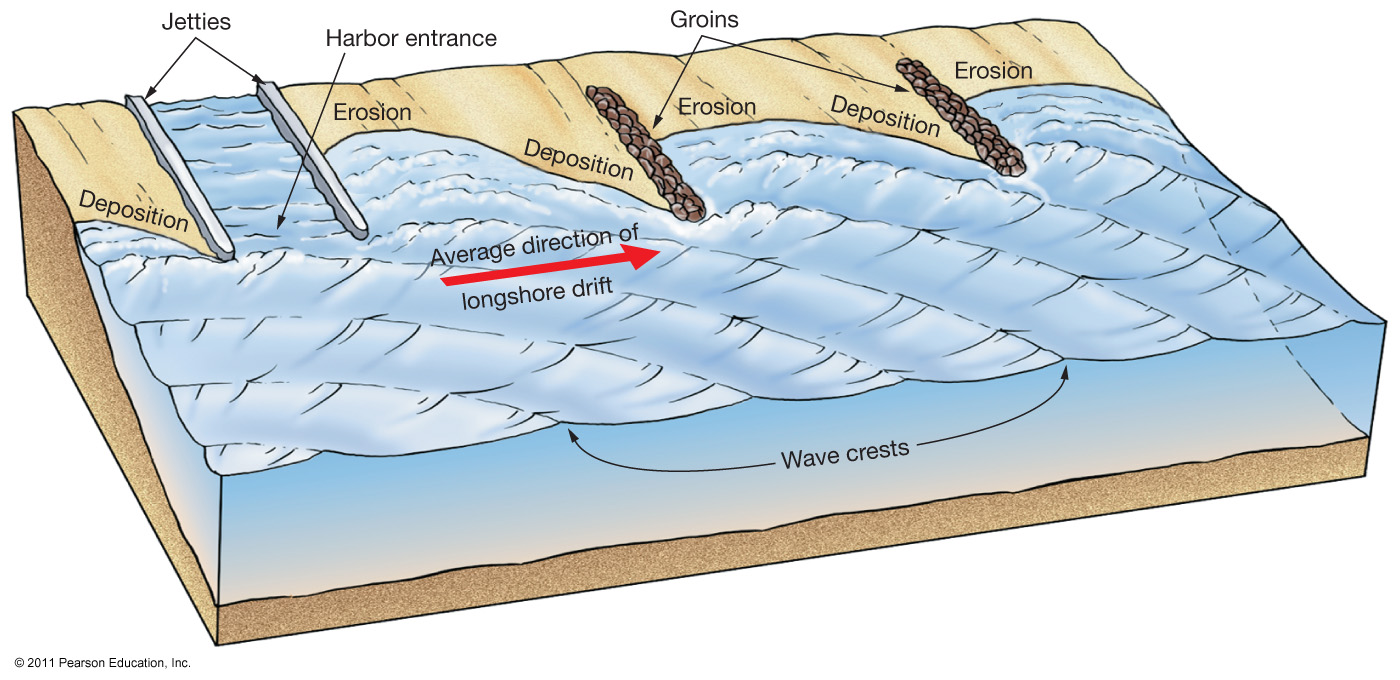 Jetties
Harbor entrance
Groins
Erosion
Erosion
Erosion
Deposition
Deposition
Deposition
Average direction of
longshore drift
Wave crests
© 2011 Pearson Education, Inc.